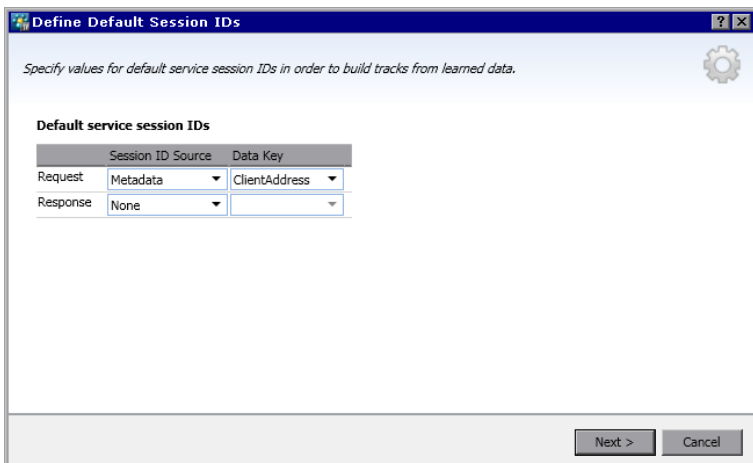 Define Default Session IDs
Specify values for default service session IDs in order to build tracks from learned data.
Default service session IDs
Session ID Source Data Key
Request Metadata ClientAddress
Response None
Next > Cancel